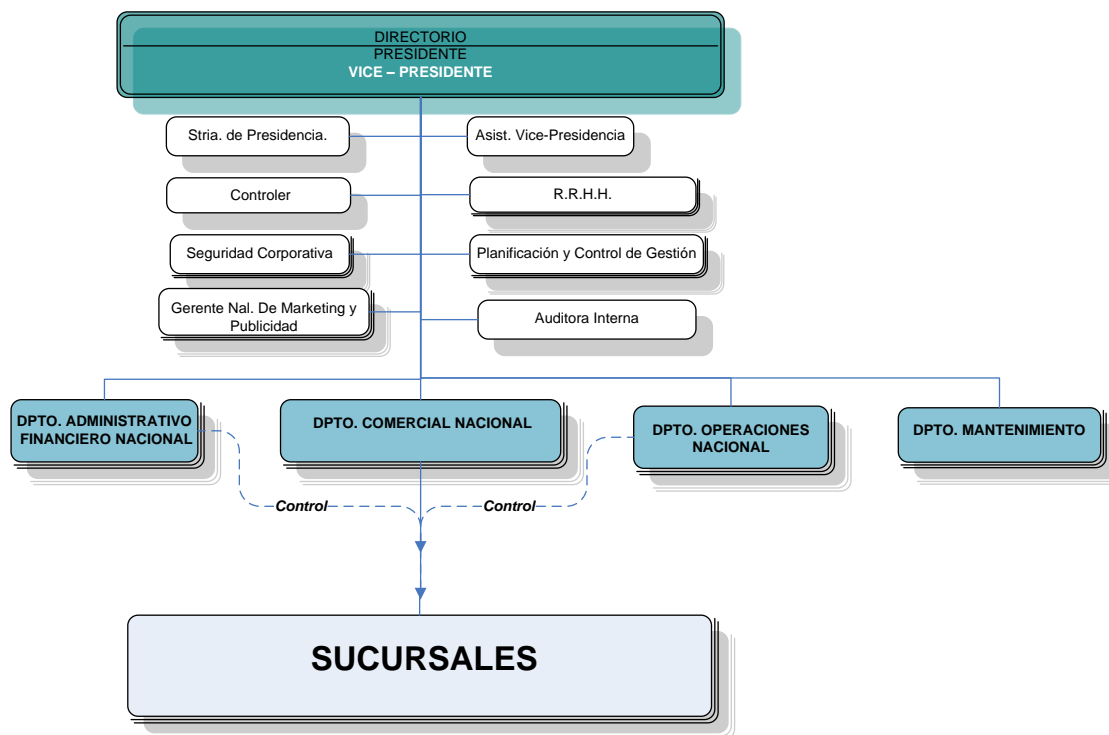 DIRECTORIO
PRESIDENTE
VICE – PRESIDENTE
Stria. de Presidencia.
Asist. Vice-Presidencia
Controler
R.R.H.H.
Seguridad Corporativa
Planificación y Control de Gestión
Gerente Nal. De Marketing y
Publicidad
Auditora Interna
DPTO. ADMINISTRATIVO
FINANCIERO NACIONAL
DPTO. COMERCIAL NACIONAL
DPTO. OPERACIONES
NACIONAL
DPTO. MANTENIMIENTO
Control
Control
SUCURSALES